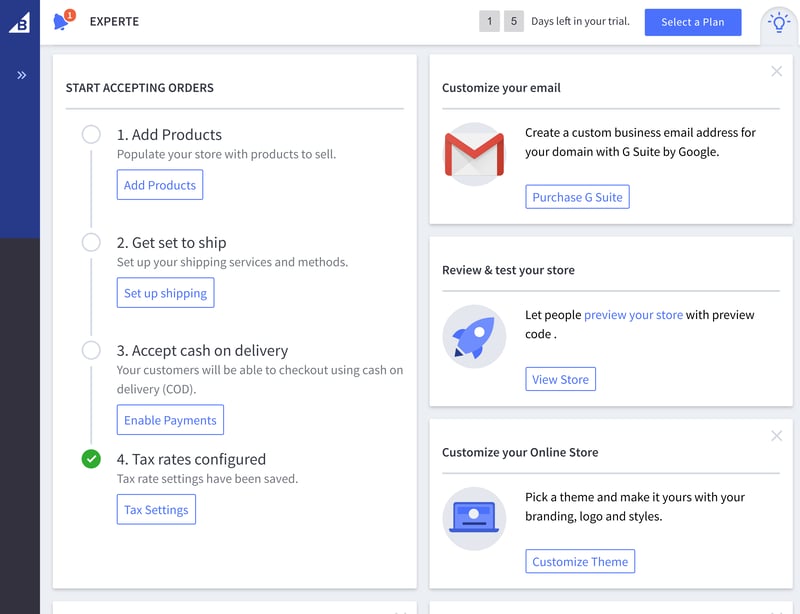 1
EXPERTE
1 5 Days left in your trial.
Select a Plan
START ACCEPTING ORDERS
1. Add Products
Populate your store with products to sell.
Add Products
2. Get set to ship
Set up your shipping services and methods.
Set up shipping
3. Accept cash on delivery
Your customers will be able to checkout using cash on
delivery (COD).
Enable Payments
4. Tax rates configured
Tax rate settings have been saved.
Tax Settings
Customize your email
Create a custom business email address for
your domain with G Suite by Google.
Purchase G Suite
Review & test your store
Let people preview your store with preview
code .
View Store
Customize your Online Store
Pick a theme and make it yours with your
branding, logo and styles.
Customize Theme